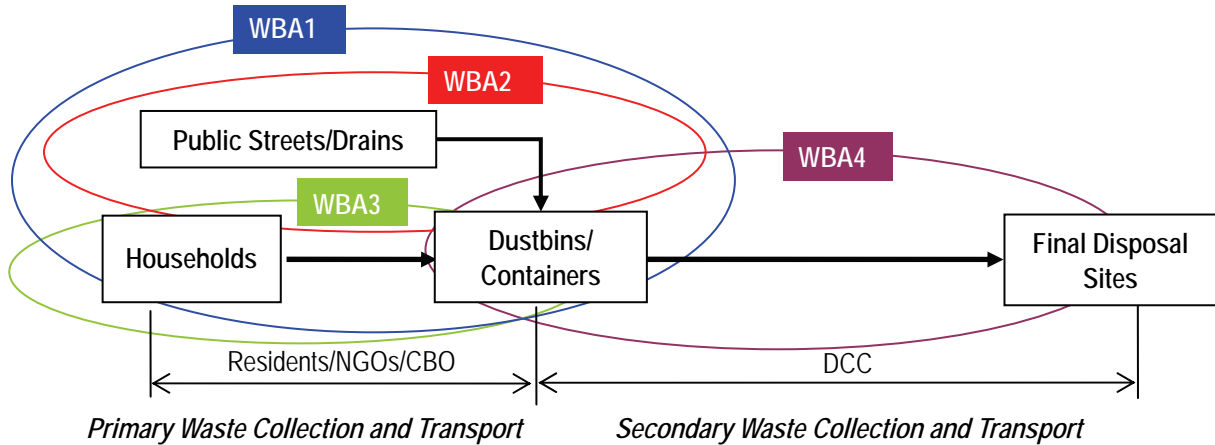 WBA1
WBA2
Public Streets/Drains
WBA4
WBA3
Households
Dustbins/
Containers
Final Disposal
Sites
Residents/NGOs/CBO
DCC
Primary Waste Collection and Transport
Secondary Waste Collection and Transport